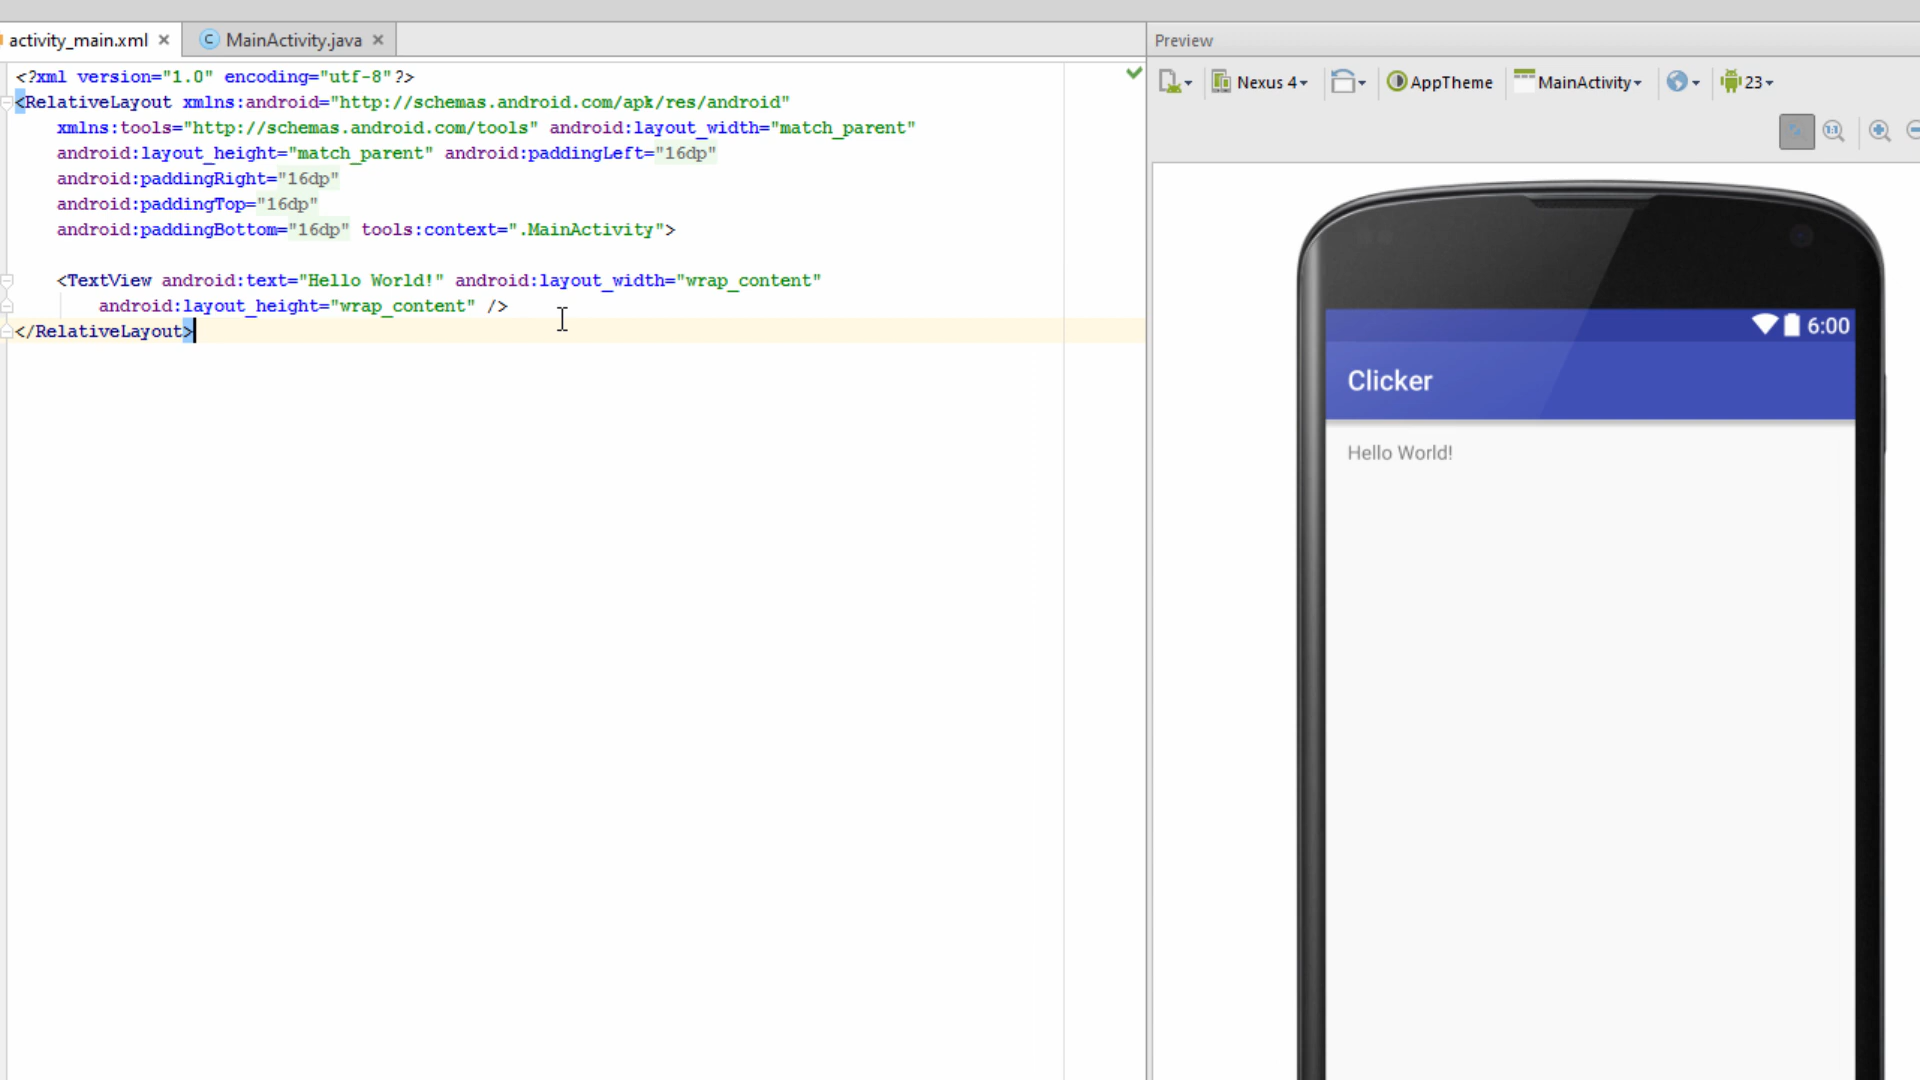 activity_main.xml
MainActivity.java
Preview
<?xml version="1.0" encoding="utf-8"?>
<RelativeLayout xmlns:android="http://schemas.android.com/apk/res/android"
xmlns:tools="http://schemas.android.com/tools" android:layout_width="match_parent"
android:layout_height="match_parent" android:paddingLeft="16dp"
android:paddingRight="16dp"
android:paddingTop="16dp"
android:paddingBottom="16dp" tools:context=".MainActivity">
<TextView android:text="Hello World!" android:layout_width="wrap_content"
android:layout_height="wrap_content" />
</RelativeLayout>
Nexus 4
AppTheme
MainActivity
23
6:00
Clicker
Hello World!